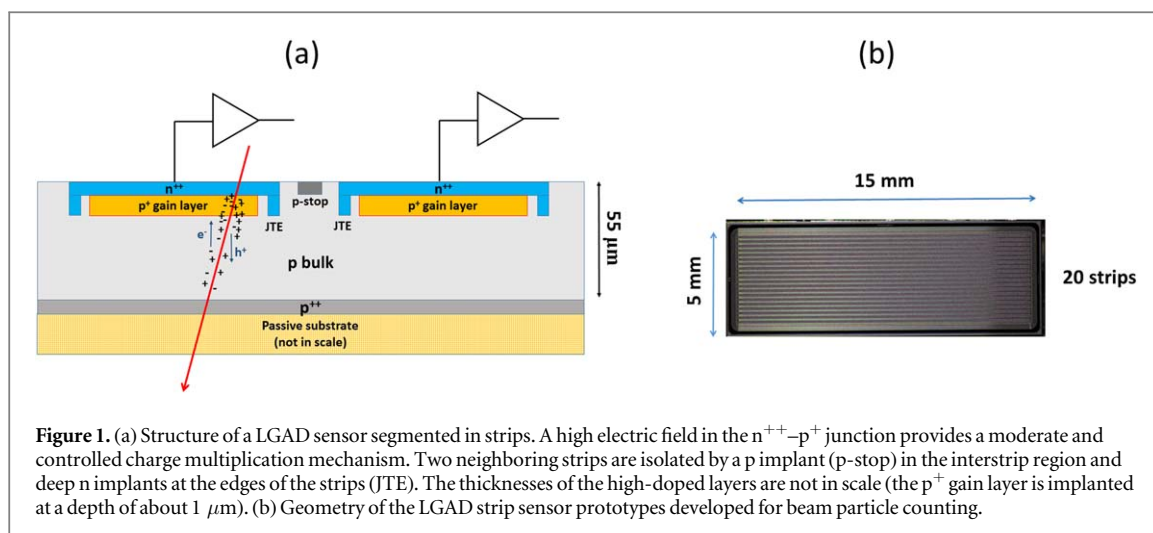 (a)
(b)
n++
n++
p-stop
p+ gain layer
p+ gain layer
JTE
JTE
e-
h+
p bulk
55 μm
p++
Passive substrate
(not in scale)
15 mm
5 mm
20 strips
Figure 1. (a) Structure of a LGAD sensor segmented in strips. A high electric field in the n++–p+ junction provides a moderate and
controlled charge multiplication mechanism. Two neighboring strips are isolated by a p implant (p-stop) in the interstrip region and
deep n implants at the edges of the strips (JTE). The thicknesses of the high-doped layers are not in scale (the p+ gain layer is implanted
at a depth of about 1 μm). (b) Geometry of the LGAD strip sensor prototypes developed for beam particle counting.